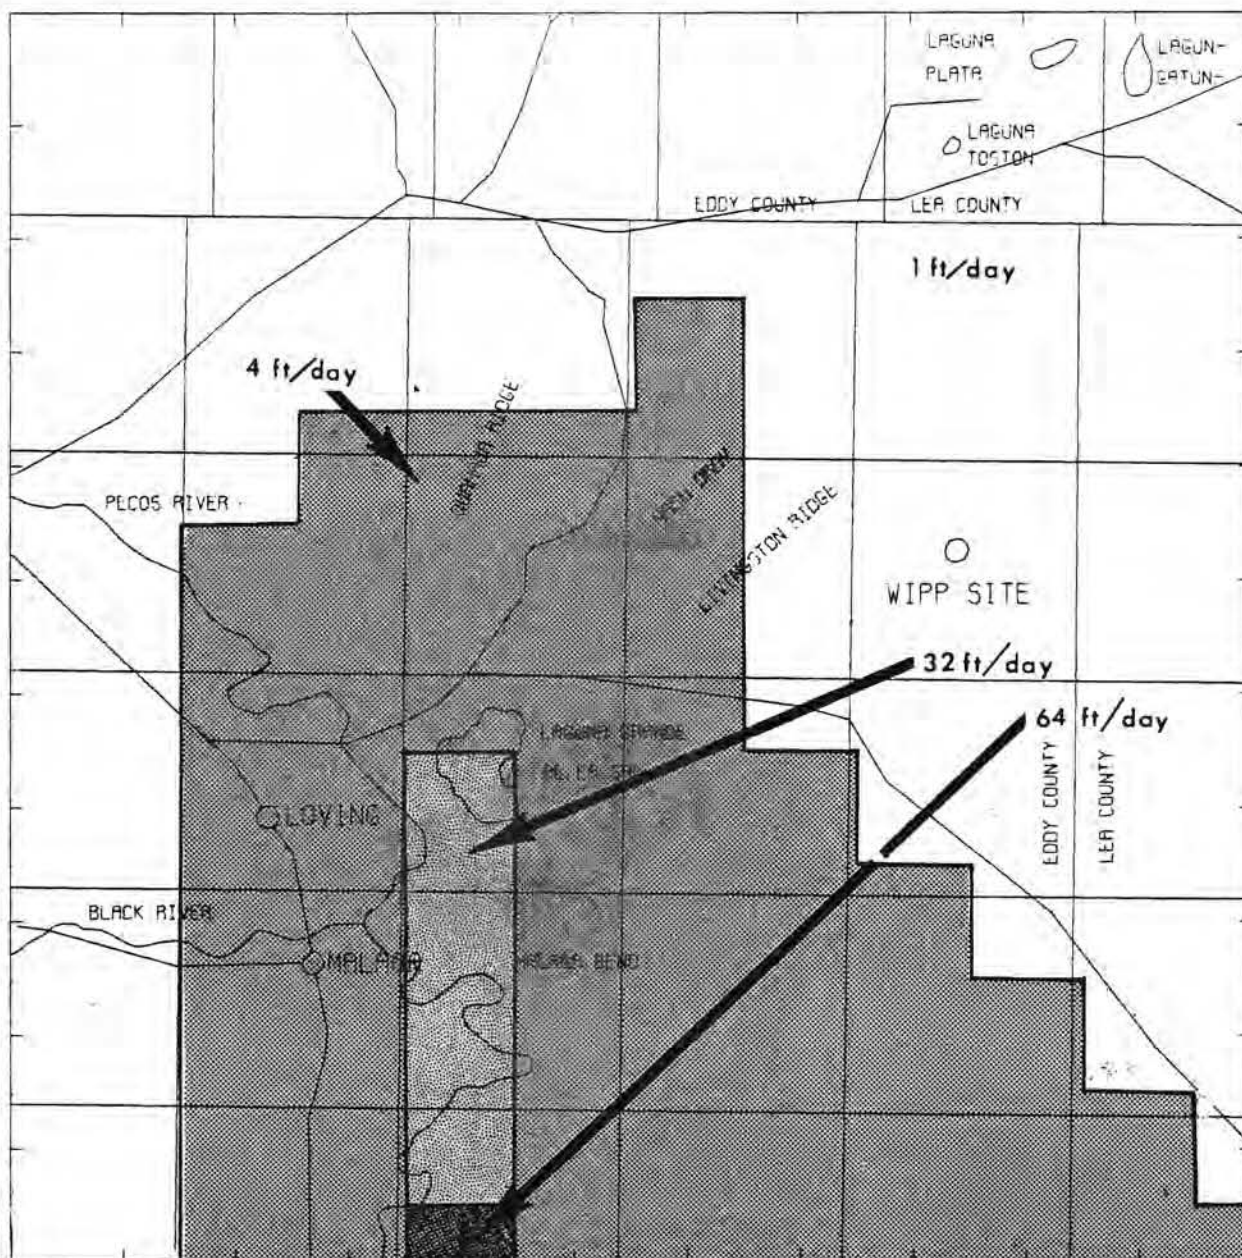 LAGUNA
PLATA
LAGUN-
GATUN-
LAGUNA
TOSTON
EDDY COUNTY
LEA COUNTY
1 ft/day
4 ft/day
RIDGE
PECOS RIVER
DRAW
LIVINGSTON RIDGE
WIPP SITE
32 ft/day
64 ft/day
LAGUNA GRANDE
EDDY COUNTY
LEA COUNTY
LOVING
BLACK RIVER
MALAGA
MALAGA BEND